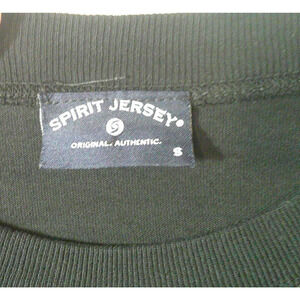 SPIRIT JERSEY®
ORIGINAL. AUTHENTIC.
S